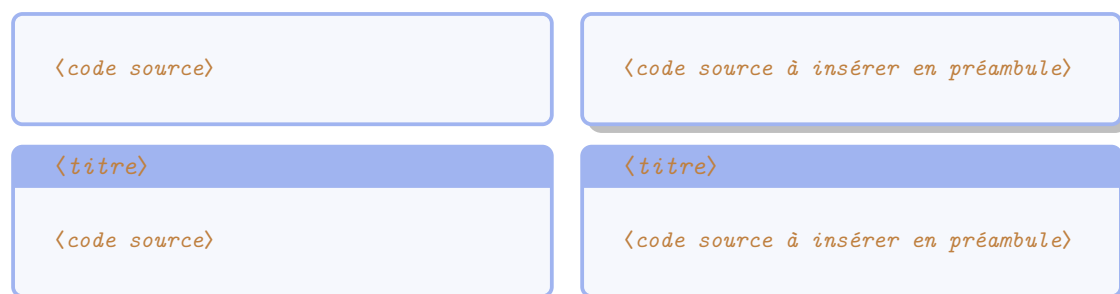 ⟨code source⟩
⟨code source à insérer en préambule⟩
⟨titre⟩
⟨titre⟩
⟨code source⟩
⟨code source à insérer en préambule⟩